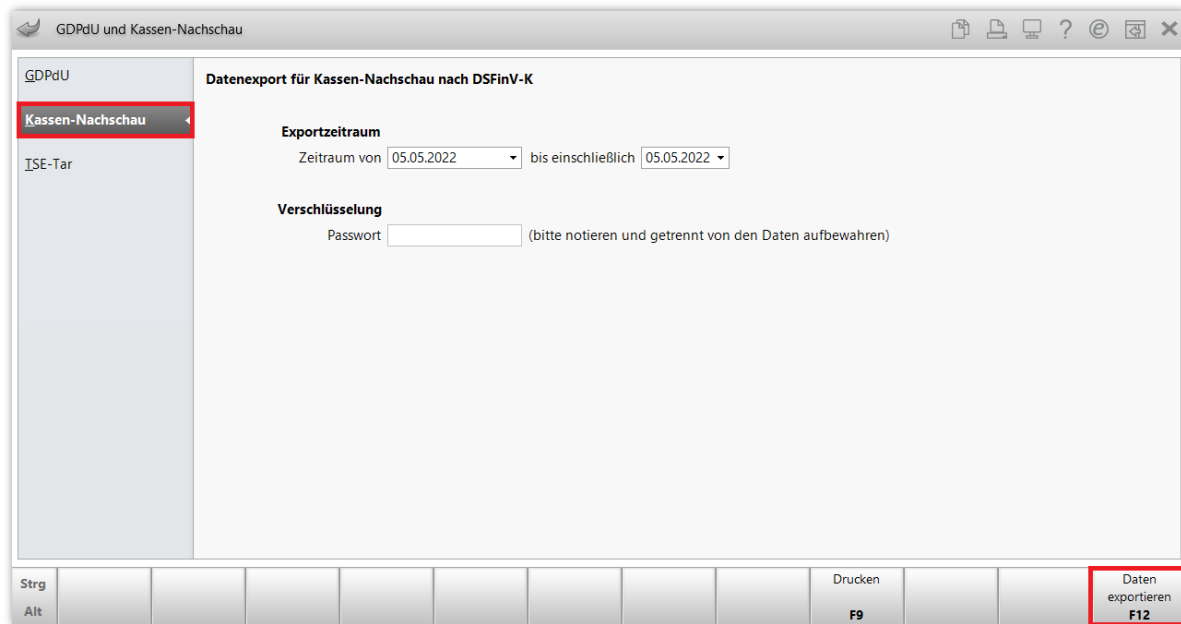 GDPdU und Kassen-Nachschau
GDPdU
Kassen-Nachschau
TSE-Tar
Datenexport für Kassen-Nachschau nach DSFinV-K
Exportzeitraum
Zeitraum von 05.05.2022 bis einschließlich 05.05.2022
Verschlüsselung
Passwort (bitte notieren und getrennt von den Daten aufbewahren)
Strg
Alt
Drucken
F9
Daten
exportieren
F12